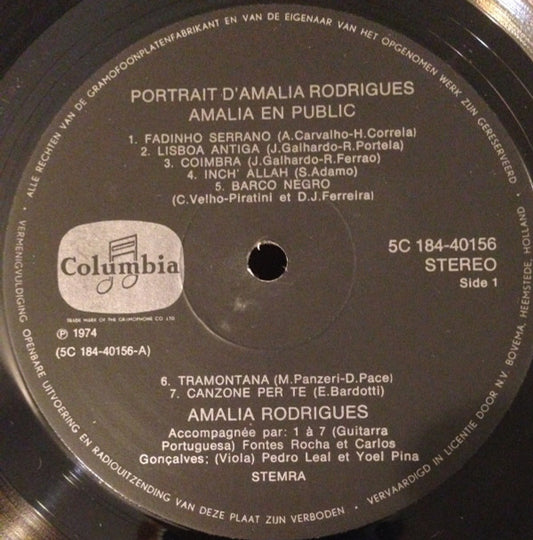 ALLE RECHTEN VAN DE GRAMOFOONPLATENFABRIKANT EN VAN DE EIGENAAR VAN HET OPGENOMEN WERK ZIJN GERESERVEERD
PORTRAIT D'AMALIA RODRIGUES
AMALIA EN PUBLIC
1. FADINHO SERRANO (A.Carvalho-H.Correla)
2. LISBOA ANTIGA (J.Galhardo-R.Portela)
3. COIMBRA (J.Galhardo-R.Ferrao)
4. INCH' ALLAH (S.Adamo)
5. BARCO NEGRO
(C.Velho-Piratini et D.J.Ferreira)
Columbia
TRADE MARK OF THE GRAMOPHONE CO LTD
℗ 1974
(5C 184-40156-A)
5C 184-40156
STEREO
Side 1
6. TRAMONTANA (M.Panzeri-D.Pace)
7. CANZONE PER TE (E.Bardotti)
AMALIA RODRIGUES
Accompagnée par: 1 à 7 (Guitarra
Portuguesa) Fontes Rocha et Carlos
Gonçalves; (Viola) Pedro Leal et Yoel Pina
STEMRA
VERMENIGVULDIGING OPENBARE UITVOERING EN RADIOUITZENDING VAN DEZE PLAAT ZIJN VERBODEN
VERVAARDIGD IN LICENTIE DOOR N.V. BOVEMA, HEEMSTEDE, HOLLAND